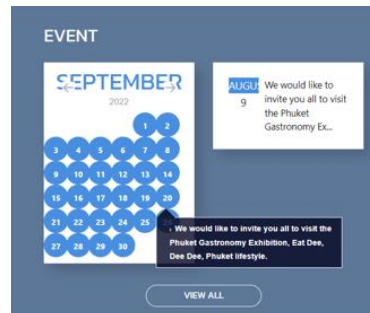 EVENT
SEPTEMBER
2022
1 2
3 4 5 6 7 8
9 10 11 12 13 14
15 16 17 18 19 20
21 22 23 24 25
27 28 29 30
AUGU
9
We would like to
invite you all to visit
the Phuket
Gastronomy Ex...
We would like to invite you all to visit the
Phuket Gastronomy Exhibition, Eat Dee,
Dee Dee, Phuket lifestyle.
VIEW ALL